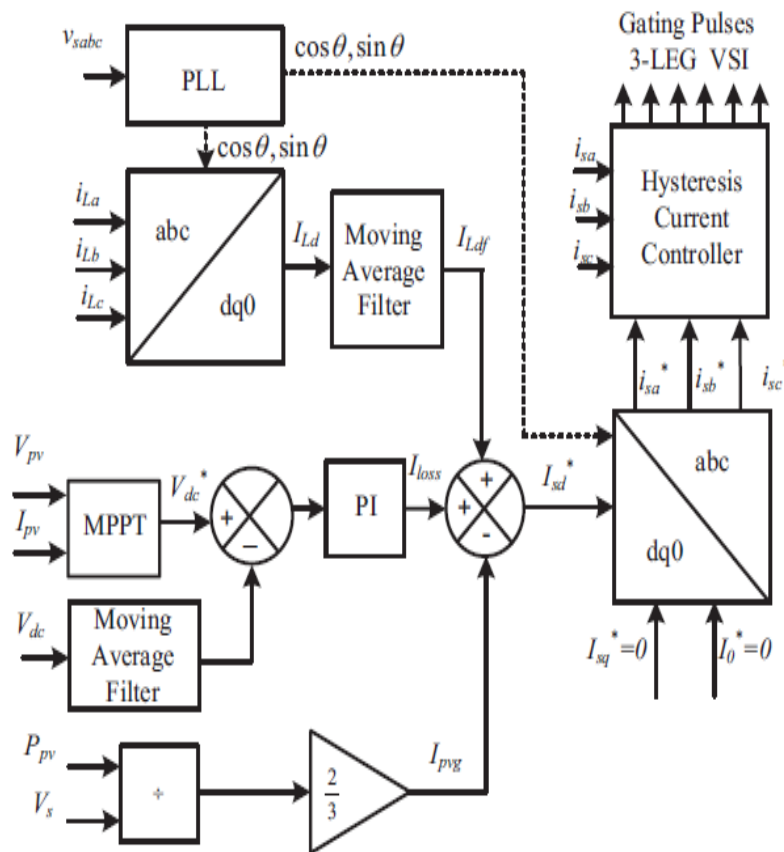 v_sabc
PLL
cosθ, sinθ
cosθ, sinθ
Gating Pulses
3-LEG VSI
i_sa
i_sb
i_sc
Hysteresis
Current
Controller
i_La
i_Lb
i_Lc
abc
dq0
I_Ld
Moving
Average
Filter
I_Ldf
i_sa*
i_sb*
i_sc*
V_pv
I_pv
MPPT
V_dc*
+
−
PI
I_loss
+
+
-
I_sd*
abc
dq0
V_dc
Moving
Average
Filter
I_sq*=0
I_0*=0
P_pv
V_s
÷
2
3
I_pvg